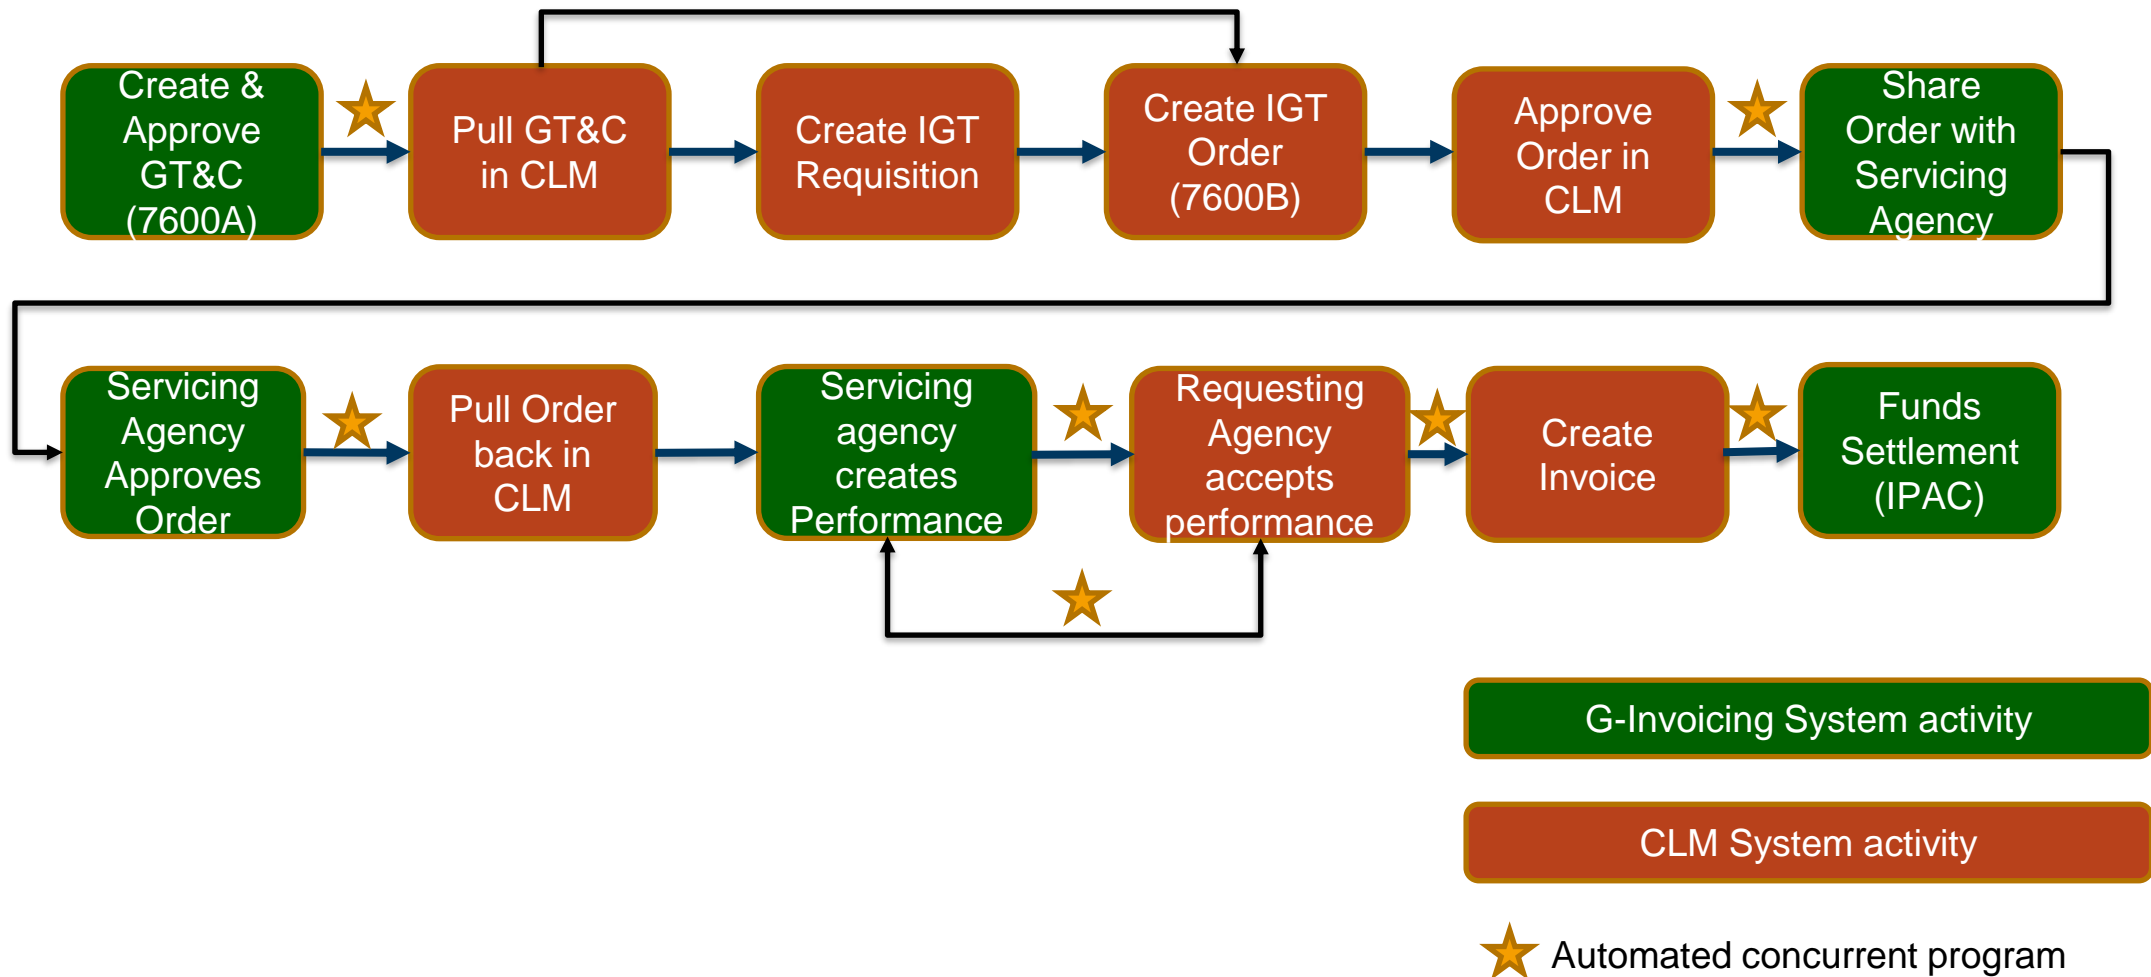 Create &
Approve
GT&C
(7600A)
Pull GT&C
in CLM
Create IGT
Requisition
Create IGT
Order
(7600B)
Approve
Order in
CLM
Share
Order with
Servicing
Agency
Servicing
Agency
Approves
Order
Pull Order
back in
CLM
Servicing
agency
creates
Performance
Requesting
Agency
accepts
performance
Create
Invoice
Funds
Settlement
(IPAC)
G-Invoicing System activity
CLM System activity
Automated concurrent program